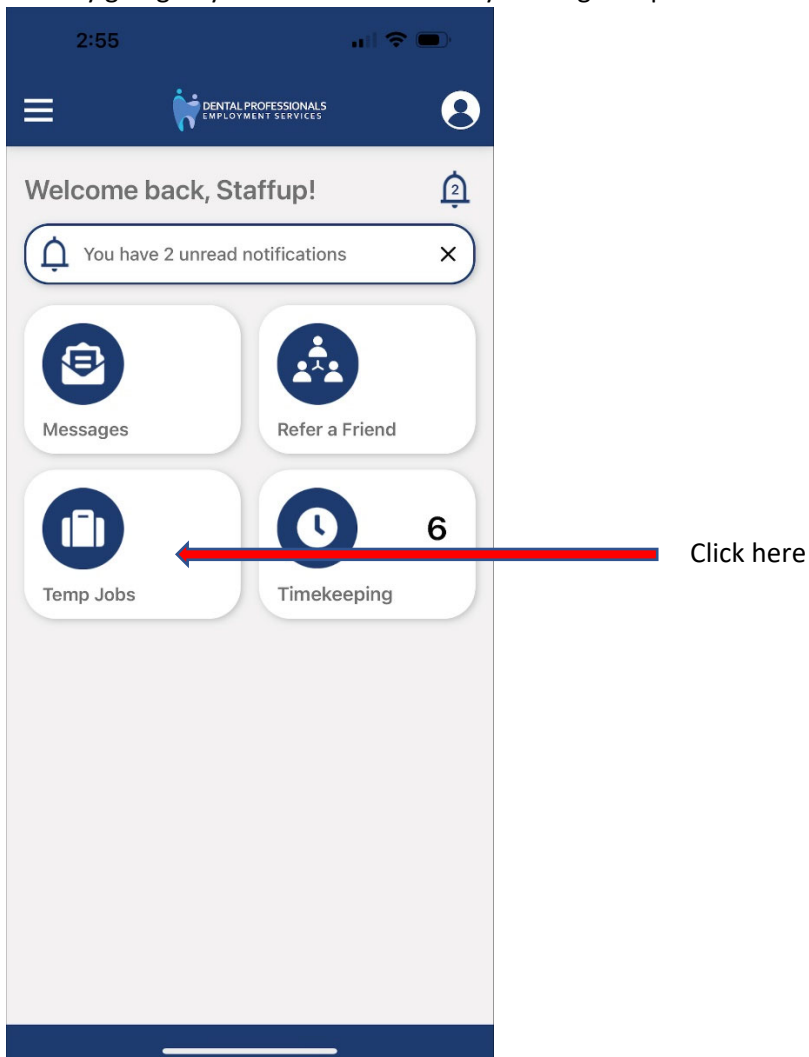 2:55
DENTAL PROFESSIONALS
EMPLOYMENT SERVICES
Welcome back, Staffup!
2
You have 2 unread notifications
Messages
Refer a Friend
6
Click here
Temp Jobs
Timekeeping